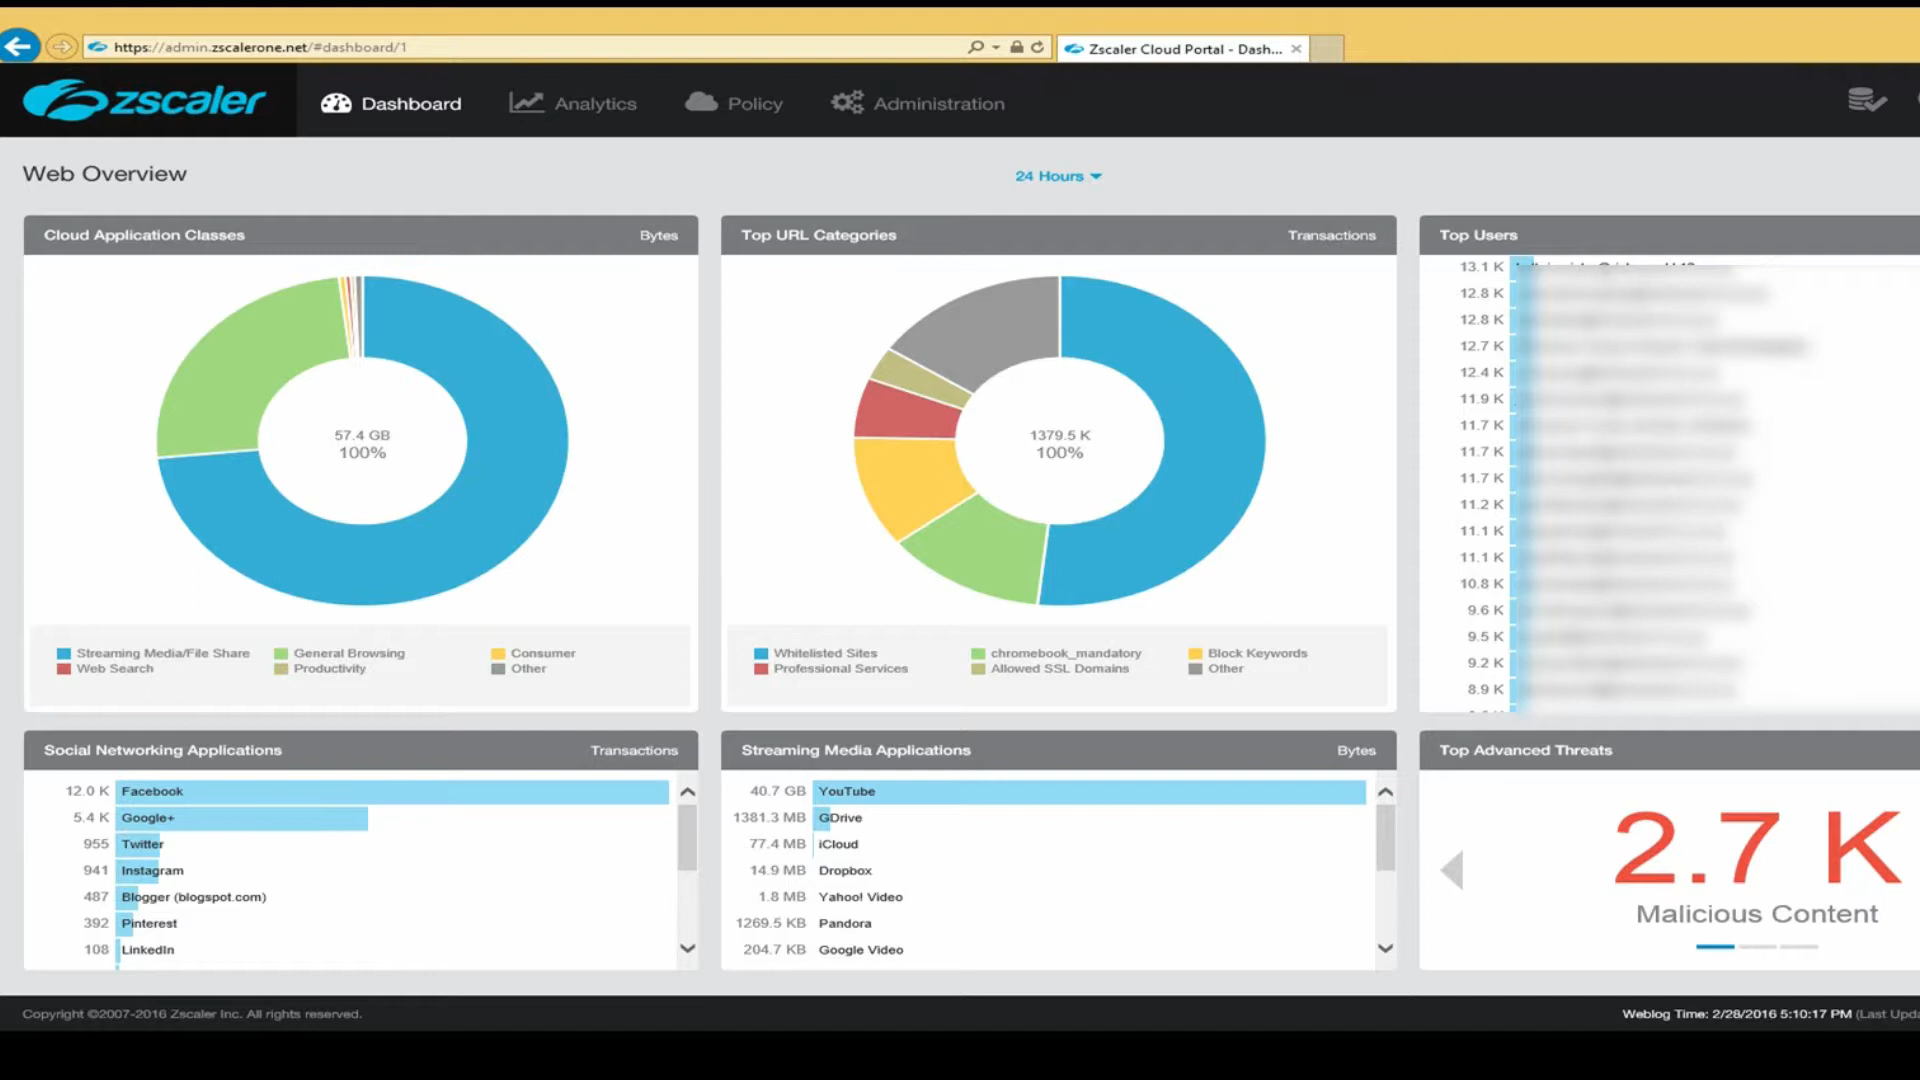 https://admin.zscalerone.net/#dashboard/1
Zscaler Cloud Portal - Dash...
zscaler
Dashboard
Analytics
Policy
Administration
Web Overview
24 Hours
Cloud Application Classes
Bytes
57.4 GB
100%
Streaming Media/File Share
General Browsing
Consumer
Web Search
Productivity
Other
Top URL Categories
Transactions
1379.5 K
100%
Whitelisted Sites
chromebook_mandatory
Block Keywords
Professional Services
Allowed SSL Domains
Other
Top Users
13.1 K
12.8 K
12.8 K
12.7 K
12.4 K
11.9 K
11.7 K
11.7 K
11.7 K
11.2 K
11.1 K
11.1 K
10.8 K
9.6 K
9.5 K
9.2 K
8.9 K
Social Networking Applications
Transactions
12.0 K Facebook
5.4 K Google+
955 Twitter
941 Instagram
487 Blogger (blogspot.com)
392 Pinterest
108 LinkedIn
Streaming Media Applications
Bytes
40.7 GB YouTube
1381.3 MB GDrive
77.4 MB iCloud
14.9 MB Dropbox
1.8 MB Yahoo! Video
1269.5 KB Pandora
204.7 KB Google Video
Top Advanced Threats
2.7 K
Malicious Content
Copyright ©2007-2016 Zscaler Inc. All rights reserved.
Weblog Time: 2/28/2016 5:10:17 PM (Last Upda